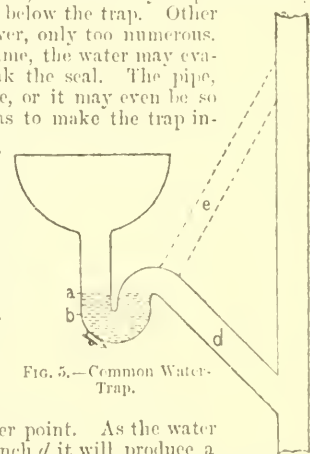 below the trap. Other
ver, only too numerous.
me, the water may eva-
ak the seal. The pipe,
e, or it may even be so
as to make the trap in-
e
a
b
d
FIG. 5.—Common Water-
Trap.
er point. As the water
nch d it will produce a